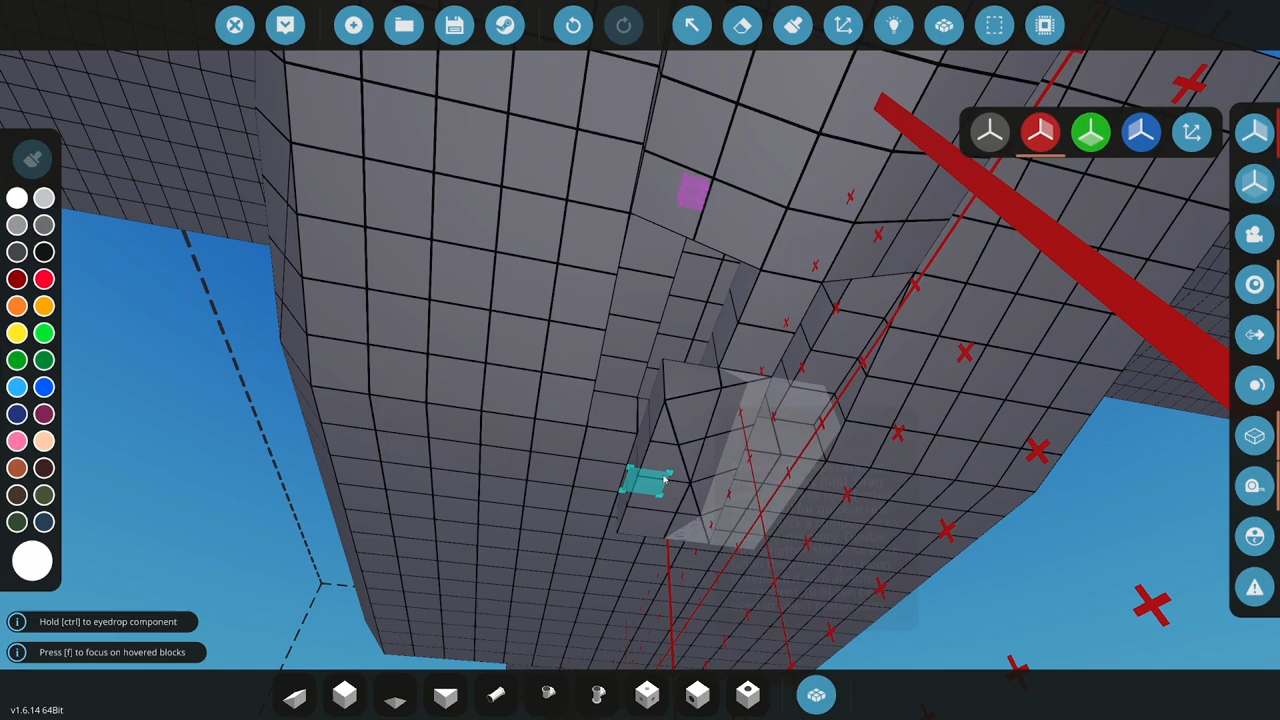 Hold [ctrl] to eyedrop component
Press [f] to focus on hovered blocks
v1.6.14 64Bit